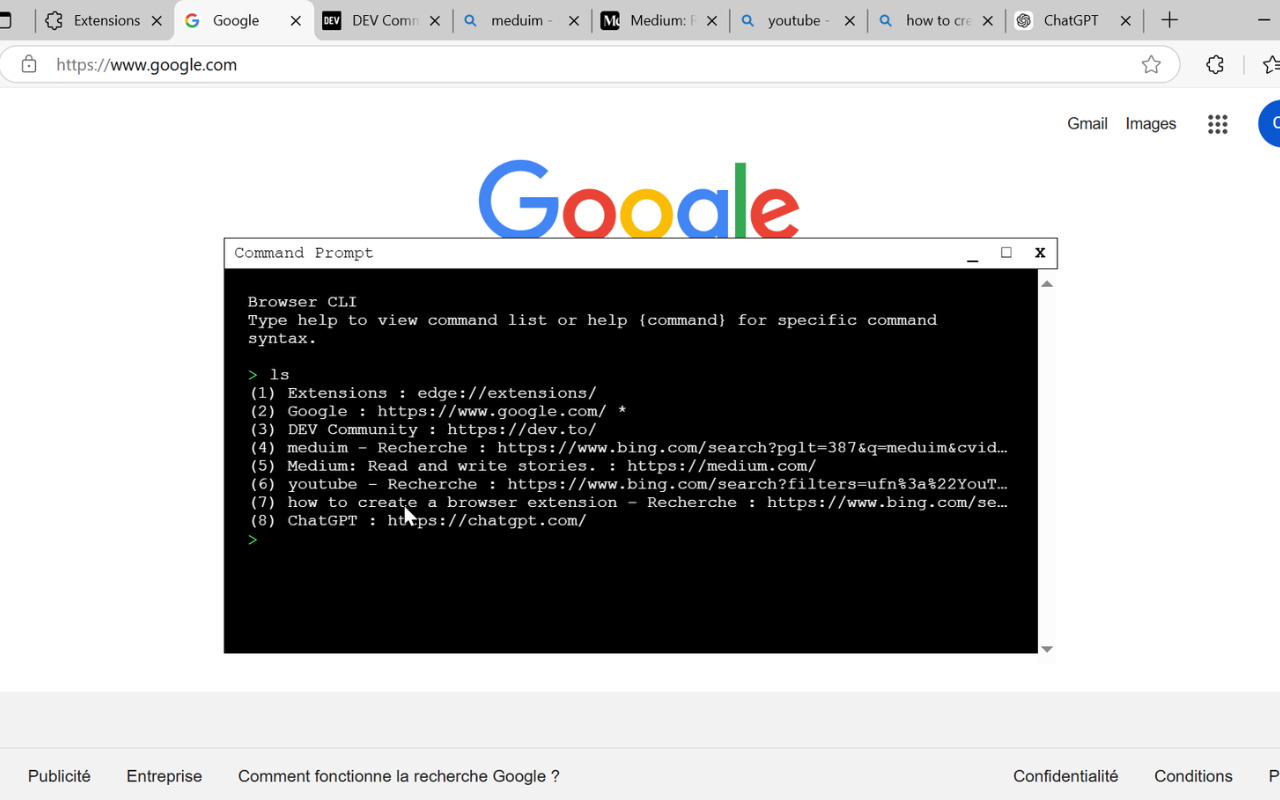 Extensions Google DEV Comm meduim - Medium: R youtube - how to cre ChatGPT
https://www.google.com
Gmail Images
Google
Command Prompt
Browser CLI
Type help to view command list or help {command} for specific command
syntax.
> ls
(1) Extensions : edge://extensions/
(2) Google : https://www.google.com/ *
(3) DEV Community : https://dev.to/
(4) meduim - Recherche : https://www.bing.com/search?pglt=387&q=meduim&cvid…
(5) Medium: Read and write stories. : https://medium.com/
(6) youtube - Recherche : https://www.bing.com/search?filters=ufn%3a%22YouT…
(7) how to create a browser extension - Recherche : https://www.bing.com/se…
(8) ChatGPT : https://chatgpt.com/
>
Publicité Entreprise Comment fonctionne la recherche Google ? Confidentialité Conditions P